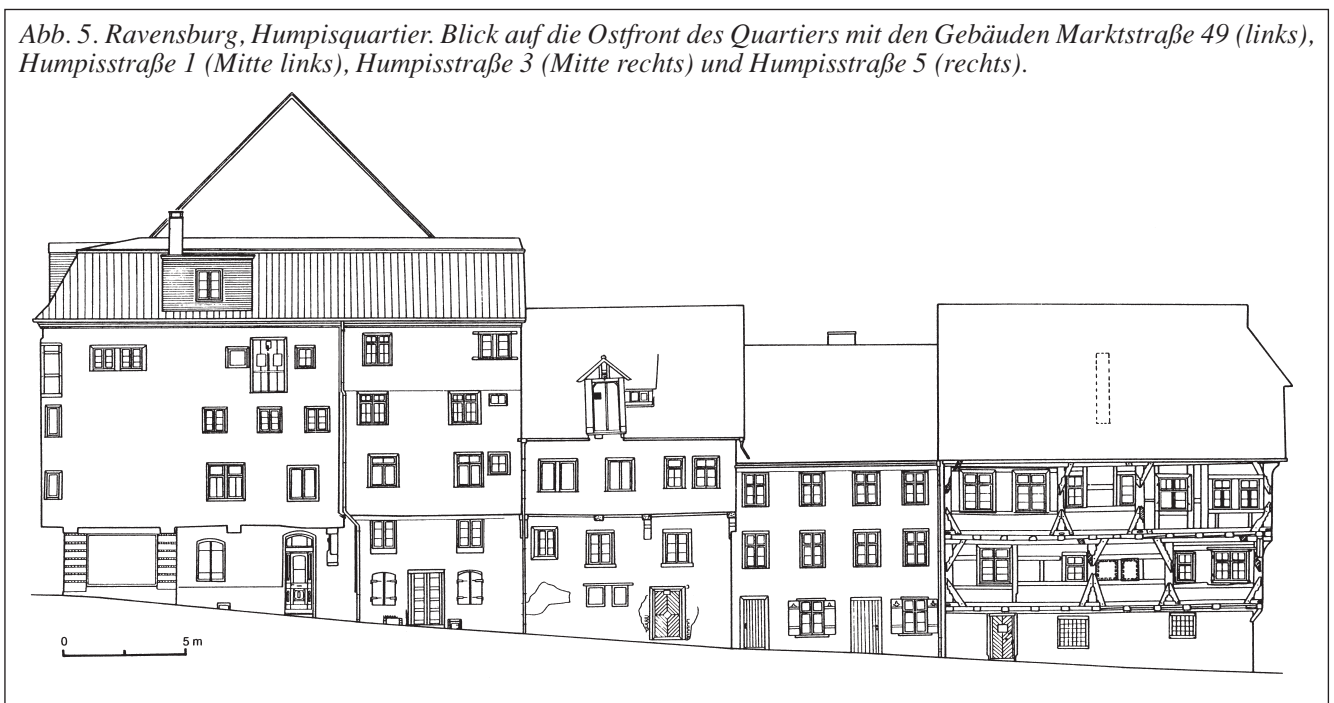 Abb. 5. Ravensburg, Humpisquartier. Blick auf die Ostfront des Quartiers mit den Gebäuden Marktstraße 49 (links),
Humpisstraße 1 (Mitte links), Humpisstraße 3 (Mitte rechts) und Humpisstraße 5 (rechts).
0 5 m